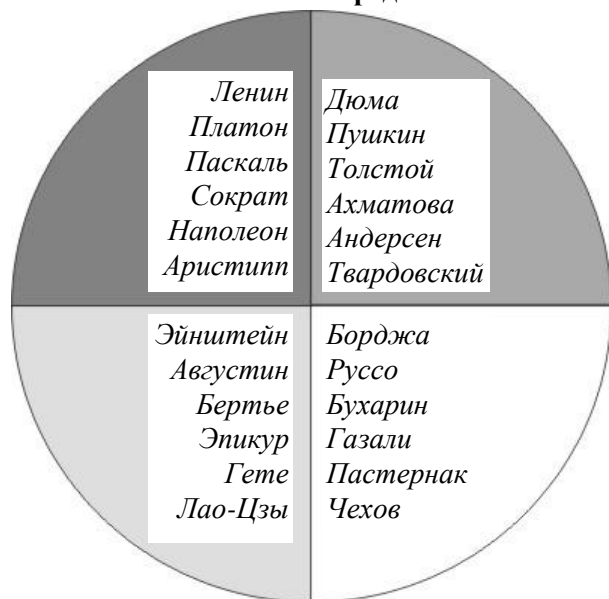 Ленин
Платон
Паскаль
Сократ
Наполеон
Аристипп
Дюма
Пушкин
Толстой
Ахматова
Андерсен
Твардовский
Эйнштейн
Августин
Бертье
Эпикур
Гете
Лао-Цзы
Борджа
Руссо
Бухарин
Газали
Пастернак
Чехов